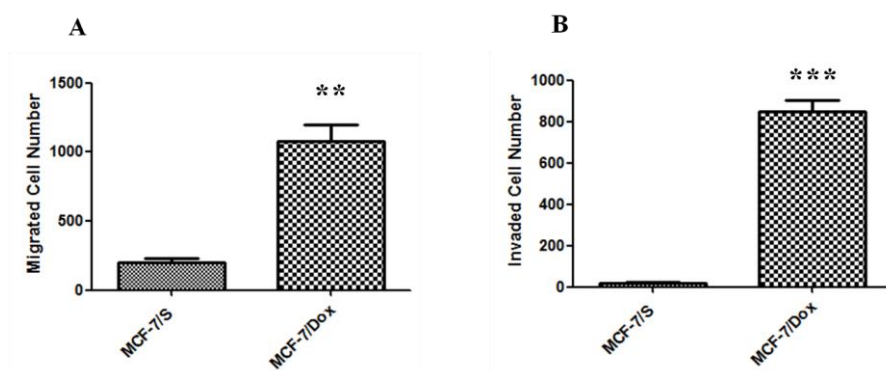 A
B
Migrated Cell Number
1500
1000
500
0
**
MCF-7/S
MCF-7/Dox
Invaded Cell Number
1000
800
600
400
200
0
***
MCF-7/S
MCF-7/Dox